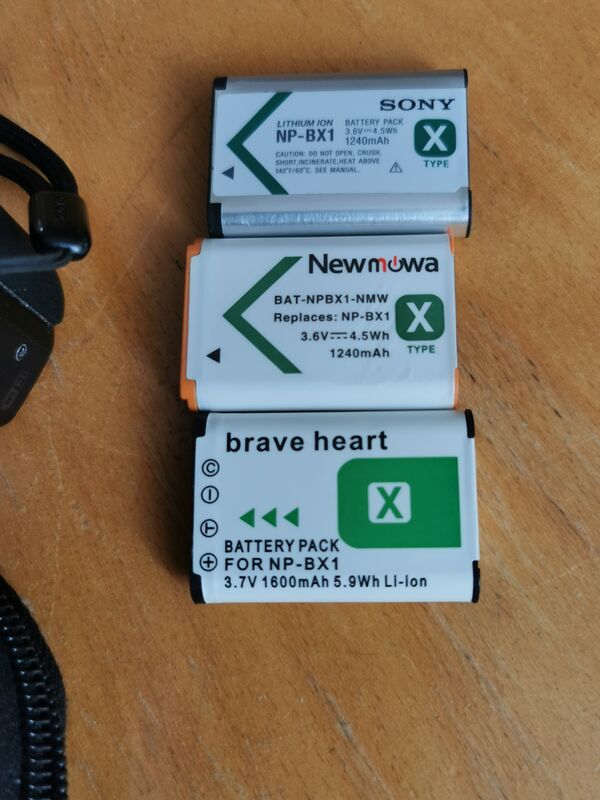 SONY
LITHIUM ION
NP-BX1
BATTERY PACK
3.6V⎓4.5Wh
1240mAh
CAUTION: DO NOT OPEN, CRUSH,
SHORT,INCINERATE,HEAT ABOVE
140°F/60°C. SEE MANUAL.
X
TYPE
Newmowa
BAT-NPBX1-NMW
Replaces: NP-BX1
3.6V⎓4.5Wh
1240mAh
X
TYPE
brave heart
C
I
T
+
X
BATTERY PACK
FOR NP-BX1
3.7V 1600mAh 5.9Wh Li-ion